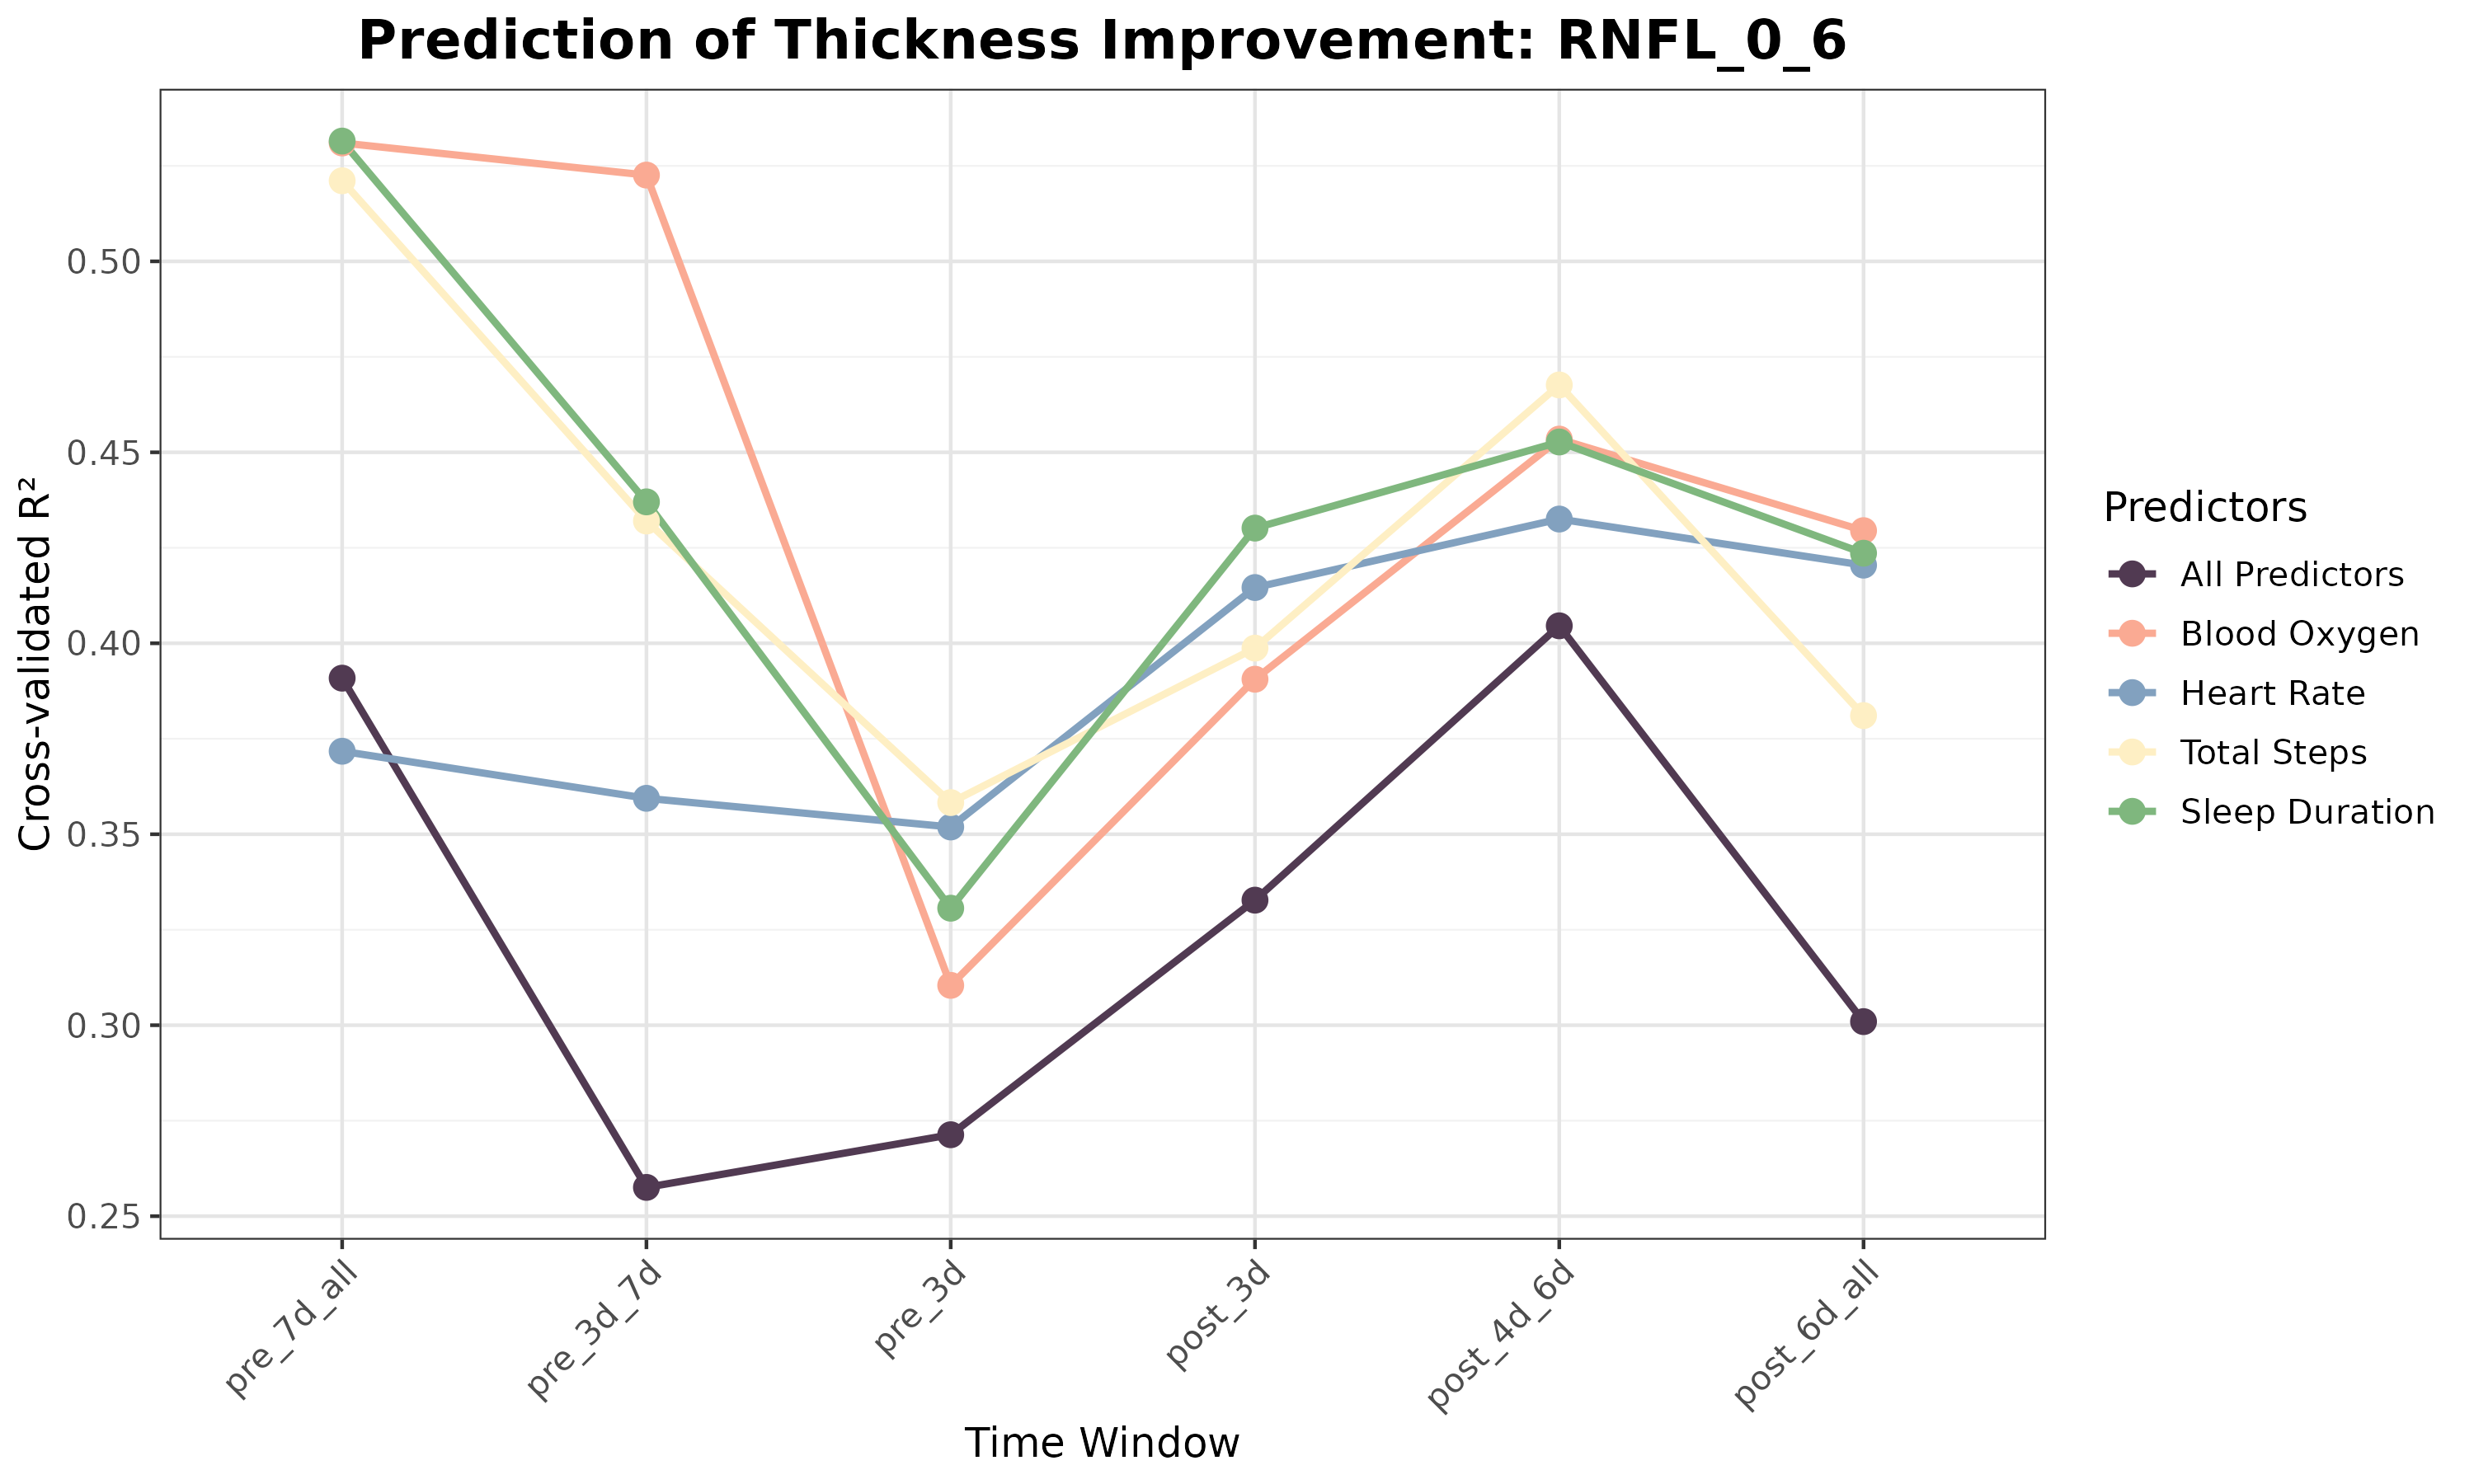 Prediction of Thickness Improvement: RNFL_0_6
Cross-validated R²
0.50
0.45
0.40
0.35
0.30
0.25
pre_7d_all
pre_3d_7d
pre_3d
post_3d
post_4d_6d
post_6d_all
Time Window
Predictors
All Predictors
Blood Oxygen
Heart Rate
Total Steps
Sleep Duration